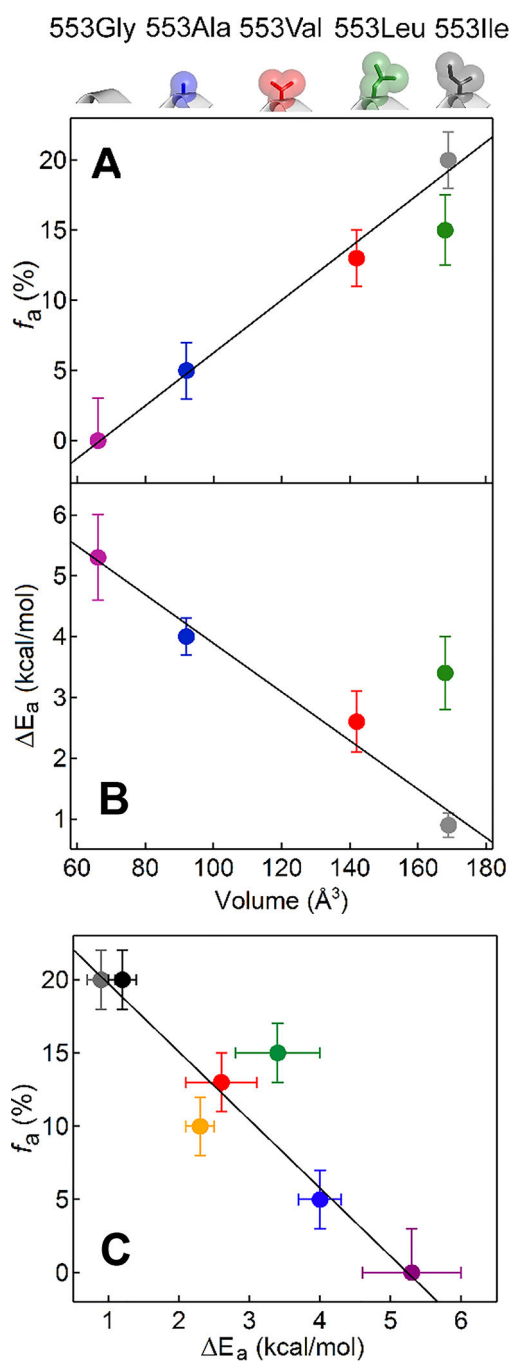 553Gly 553Ala 553Val 553Leu 553Ile
A
20
15
10
5
0
fa (%)
B
6
5
4
3
2
1
ΔEa (kcal/mol)
60 80 100 120 140 160 180
Volume (Å³)
C
20
15
10
5
0
fa (%)
1 2 3 4 5 6
ΔEa (kcal/mol)